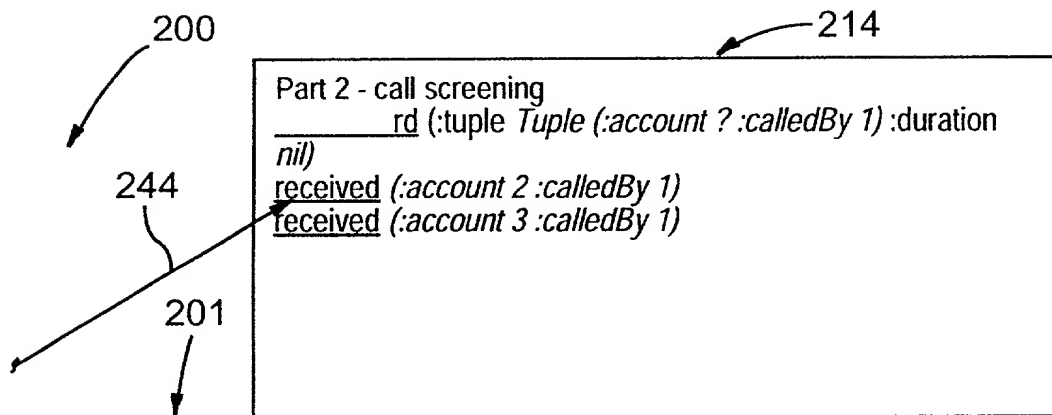 200
214
Part 2 - call screening
rd (:tuple Tuple (:account ? :calledBy 1) :duration
nil)
244
received (:account 2 :calledBy 1)
received (:account 3 :calledBy 1)
201